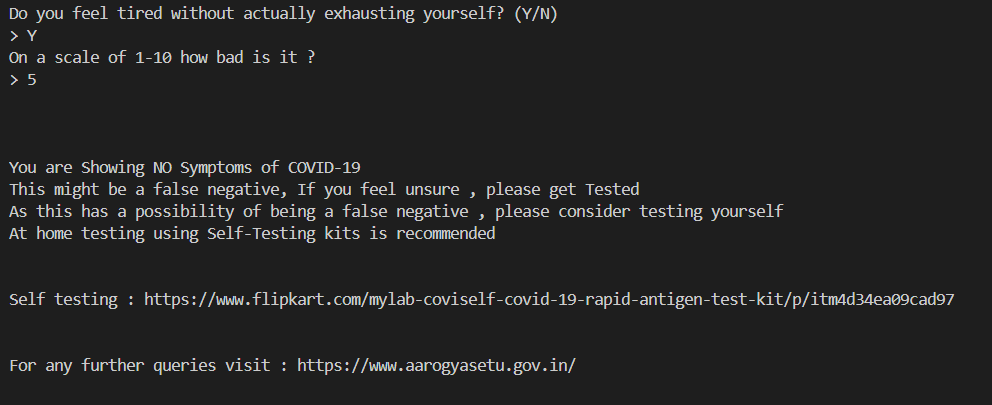 Do you feel tired without actually exhausting yourself? (Y/N)
> Y
On a scale of 1-10 how bad is it ?
> 5
You are Showing NO Symptoms of COVID-19
This might be a false negative, If you feel unsure , please get Tested
As this has a possibility of being a false negative , please consider testing yourself
At home testing using Self-Testing kits is recommended
Self testing : https://www.flipkart.com/mylab-coviself-covid-19-rapid-antigen-test-kit/p/itm4d34ea09cad97
For any further queries visit : https://www.aarogyasetu.gov.in/